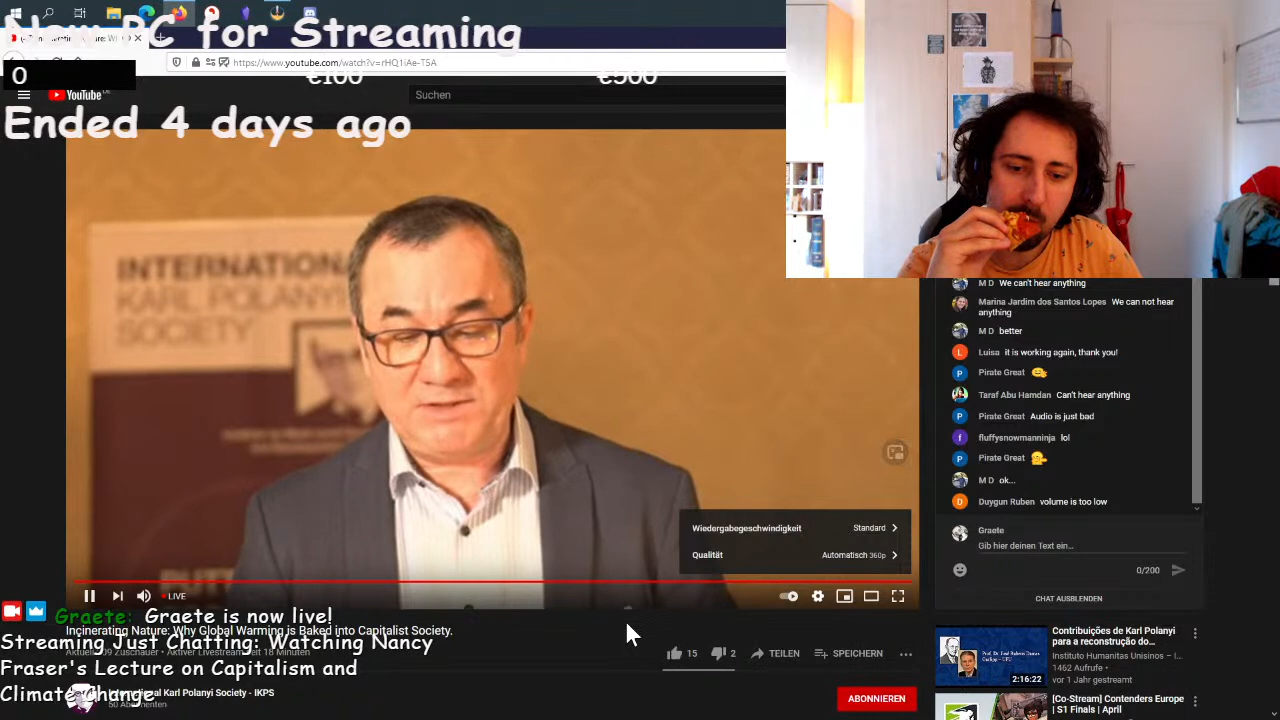 New PC for Streaming
https://www.youtube.com/watch?v=rHQ1iAe-T5A
0
€100
€500
YouTube
DE
Suchen
Ended 4 days ago
INTERNATIONAL
KARL POLANYI
SOCIETY
M D We can't hear anything
Marina Jardim dos Santos Lopes We can not hear
anything
M D better
Luisa it is working again, thank you!
Pirate Great
Taraf Abu Hamdan Can't hear anything
Pirate Great Audio is just bad
fluffysnowmanninja lol
Pirate Great
M D ok...
Duygun Ruben volume is too low
Graete
Gib hier deinen Text ein...
0/200
CHAT AUSBLENDEN
Wiedergabegeschwindigkeit Standard
Qualität Automatisch 360p
LIVE
Graete: Graete is now live!
Incinerating Nature: Why Global Warming is Baked into Capitalist Society.
Streaming Just Chatting: Watching Nancy
Fraser's Lecture on Capitalism and
Climate Change
15
2
TEILEN
SPEICHERN
International Karl Polanyi Society - IKPS
ABONNIEREN
Contribuições de Karl Polanyi
para a reconstrução do...
Instituto Humanitas Unisinos – I...
1462 Aufrufe •
vor 1 Jahr gestreamt
2:16:22
[Co-Stream] Contenders Europe
| S1 Finals | April